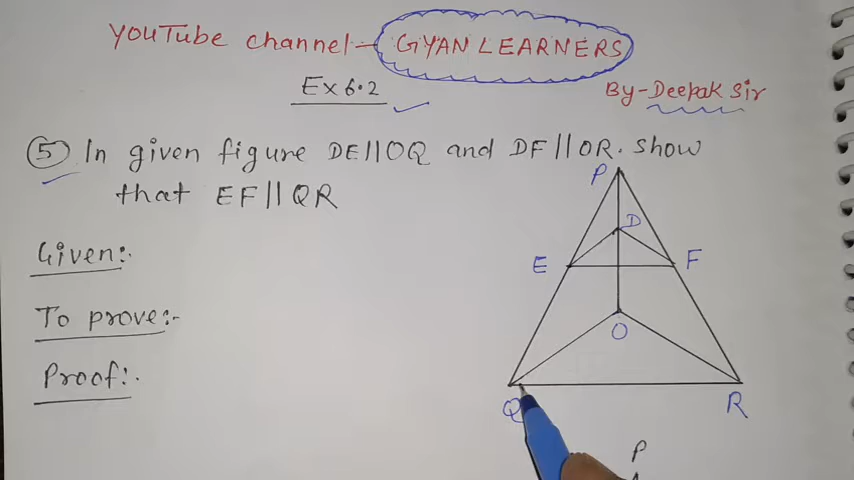 YouTube channel - GYAN LEARNERS
Ex 6.2
By-Deepak Sir
(5) In given figure DE||OQ and DF||OR. show
that EF||QR
P
D
Given:-
E
F
To prove:-
O
Proof:-
Q
R
P